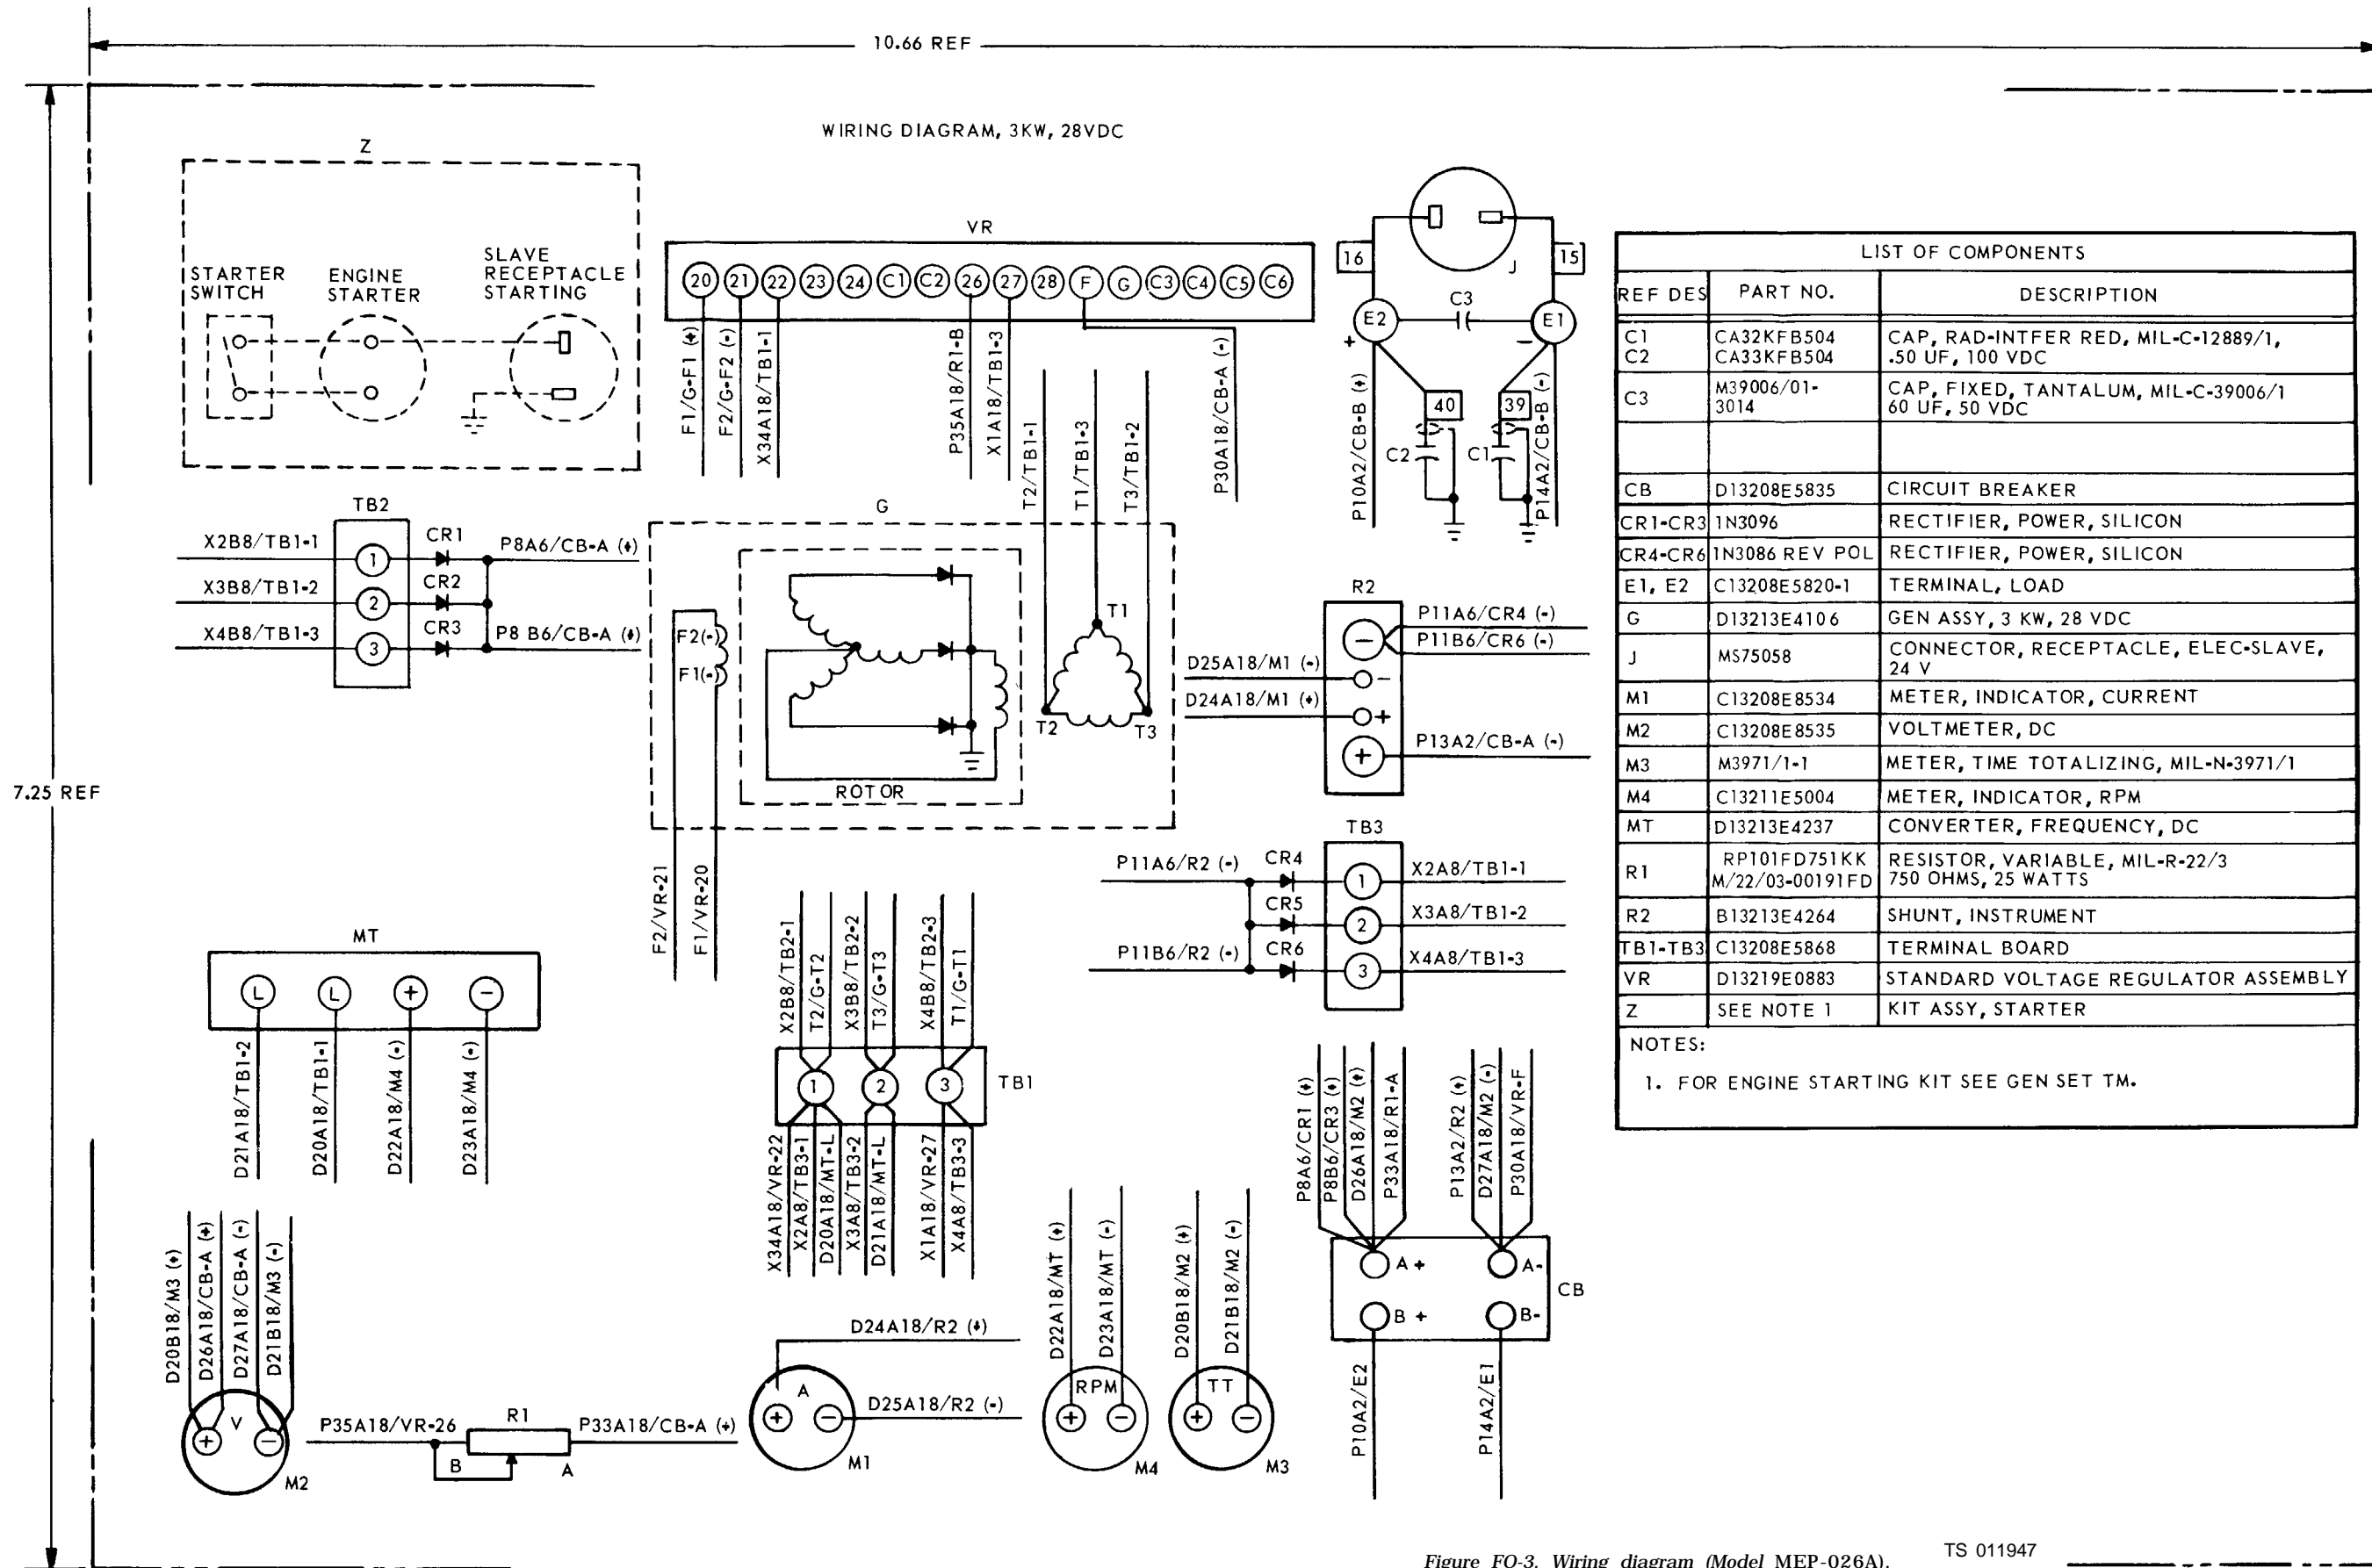 10.66 REF
7.25 REF
WIRING DIAGRAM, 3KW, 28VDC
Z
STARTER
SWITCH
ENGINE
STARTER
SLAVE
RECEPTACLE
STARTING
VR
20 21 22 23 24 C1 C2 26 27 28 F G C3 C4 C5 C6
F1/G-F1 (+)
F2/G-F2 (-)
X34A18/TB1-1
P35A18/R1-B
X1A18/TB1-3
T2/TB1-1
T1/TB1-3
T3/TB1-2
P30A18/CB-A (-)
J
16
15
E2
C3
E1
+
-
P10A2/CB-B (+)
40
39
C2
C1
P14A2/CB-B (-)
TB2
X2B8/TB1-1
1
CR1
P8A6/CB-A (+)
X3B8/TB1-2
2
CR2
X4B8/TB1-3
3
CR3
P8 B6/CB-A (+)
G
F2(-)
F1(-)
ROTOR
T1
T2
T3
F2/VR-21
F1/VR-20
R2
P11A6/CR4 (-)
P11B6/CR6 (-)
D25A18/M1 (-)
-
D24A18/M1 (+)
+
P13A2/CB-A (-)
TB3
P11A6/R2 (-)
CR4
1
X2A8/TB1-1
CR5
2
X3A8/TB1-2
P11B6/R2 (-)
CR6
3
X4A8/TB1-3
MT
L L + -
D21A18/TB1-2
D20A18/TB1-1
D22A18/M4 (+)
D23A18/M4 (-)
X2B8/TB2-1
T2/G-T2
X3B8/TB2-2
T3/G-T3
X4B8/TB2-3
T1/G-T1
1 2 3
TB1
X34A18/VR-22
X2A8/TB3-1
D20A18/MT-L
X3A8/TB3-2
D21A18/MT-L
X1A18/VR-27
X4A8/TB3-3
D20B18/M3 (+)
D26A18/CB-A (+)
D27A18/CB-A (-)
D21B18/M3 (-)
V
+ -
M2
P35A18/VR-26
R1
P33A18/CB-A (+)
B
A
D24A18/R2 (+)
A
+ -
D25A18/R2 (-)
M1
D22A18/MT (+)
D23A18/MT (-)
RPM
+ -
M4
D20B18/M2 (+)
D21B18/M2 (-)
TT
+ -
M3
P8A6/CR1 (+)
P8B6/CR3 (+)
D26A18/M2 (+)
P33A18/R1-A
P13A2/R2 (+)
D27A18/M2 (-)
P30A18/VR-F
A +
A-
CB
B +
B-
P10A2/E2
P14A2/E1
LIST OF COMPONENTS
REF DES PART NO. DESCRIPTION
C1 CA32KFB504 CAP, RAD-INTFER RED, MIL-C-12889/1,
C2 CA33KFB504 .50 UF, 100 VDC
C3 M39006/01- CAP, FIXED, TANTALUM, MIL-C-39006/1
3014 60 UF, 50 VDC
CB D13208E5835 CIRCUIT BREAKER
CR1-CR3 1N3096 RECTIFIER, POWER, SILICON
CR4-CR6 1N3086 REV POL RECTIFIER, POWER, SILICON
E1, E2 C13208E5820-1 TERMINAL, LOAD
G D13213E4106 GEN ASSY, 3 KW, 28 VDC
J MS75058 CONNECTOR, RECEPTACLE, ELEC-SLAVE,
24 V
M1 C13208E8534 METER, INDICATOR, CURRENT
M2 C13208E8535 VOLTMETER, DC
M3 M3971/1-1 METER, TIME TOTALIZING, MIL-N-3971/1
M4 C13211E5004 METER, INDICATOR, RPM
MT D13213E4237 CONVERTER, FREQUENCY, DC
R1 RP101FD751KK RESISTOR, VARIABLE, MIL-R-22/3
M/22/03-00191FD 750 OHMS, 25 WATTS
R2 B13213E4264 SHUNT, INSTRUMENT
TB1-TB3 C13208E5868 TERMINAL BOARD
VR D13219E0883 STANDARD VOLTAGE REGULATOR ASSEMBLY
Z SEE NOTE 1 KIT ASSY, STARTER
NOTES:
1. FOR ENGINE STARTING KIT SEE GEN SET TM.
Figure FO-3. Wiring diagram (Model MEP-026A).
TS 011947